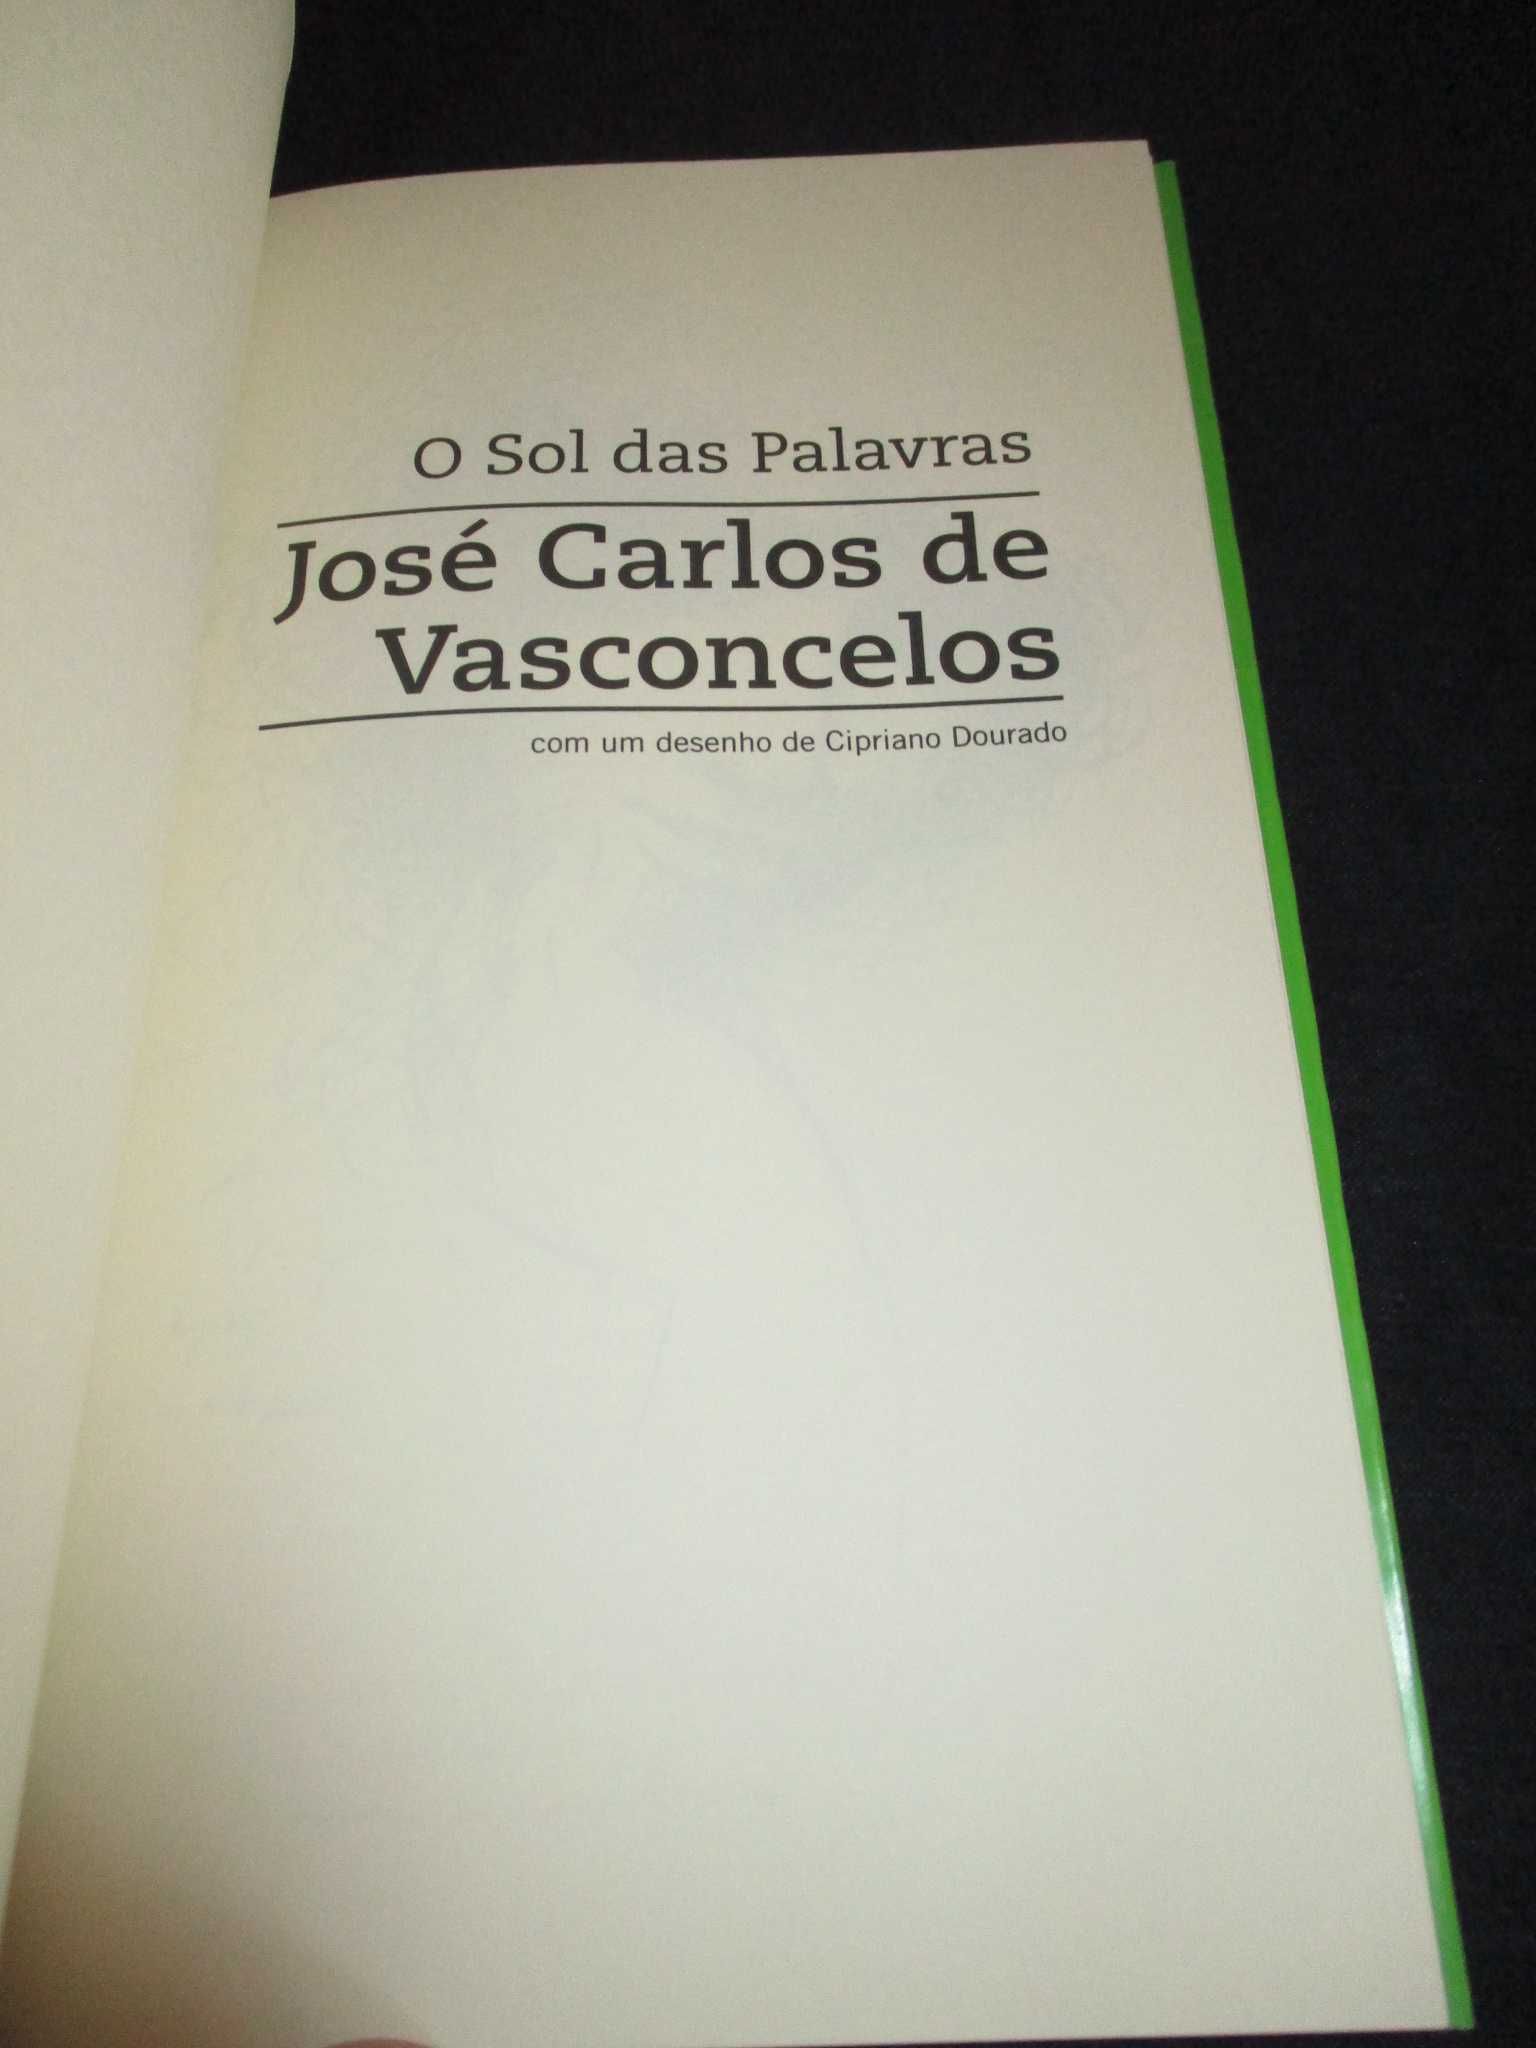 O Sol das Palavras
José Carlos de
Vasconcelos
com um desenho de Cipriano Dourado